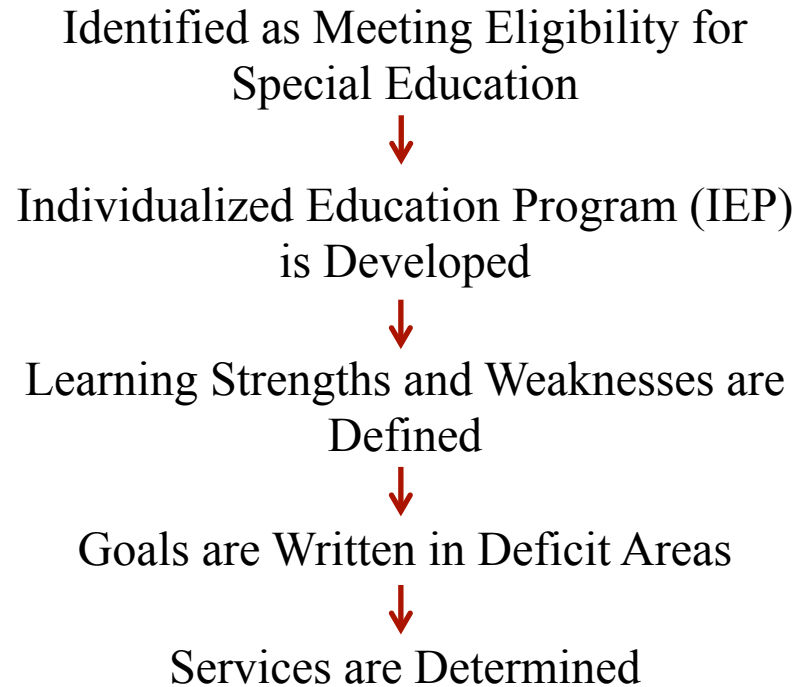 Identified as Meeting Eligibility for
Special Education
Individualized Education Program (IEP)
is Developed
Learning Strengths and Weaknesses are
Defined
Goals are Written in Deficit Areas
Services are Determined